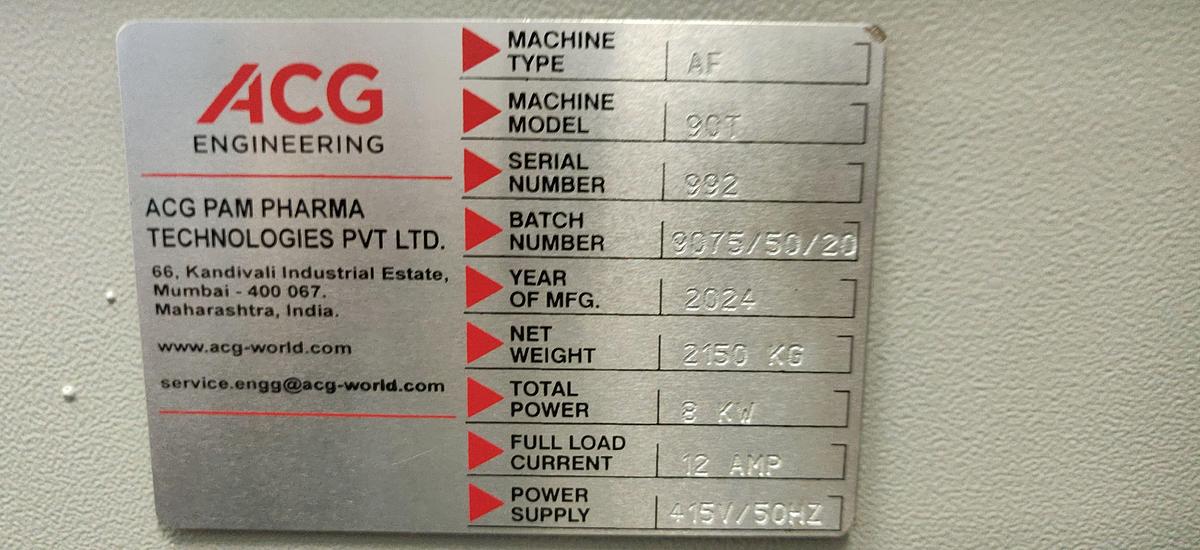 ACG
ENGINEERING
ACG PAM PHARMA
TECHNOLOGIES PVT LTD.
66, Kandivali Industrial Estate,
Mumbai - 400 067.
Maharashtra, India.
www.acg-world.com
service.engg@acg-world.com
MACHINE
TYPE AF
MACHINE
MODEL 90T
SERIAL
NUMBER 992
BATCH
NUMBER 9075/50/20
YEAR
OF MFG. 2024
NET
WEIGHT 2150 KG
TOTAL
POWER 8 KW
FULL LOAD
CURRENT 12 AMP
POWER
SUPPLY 415V/50HZ